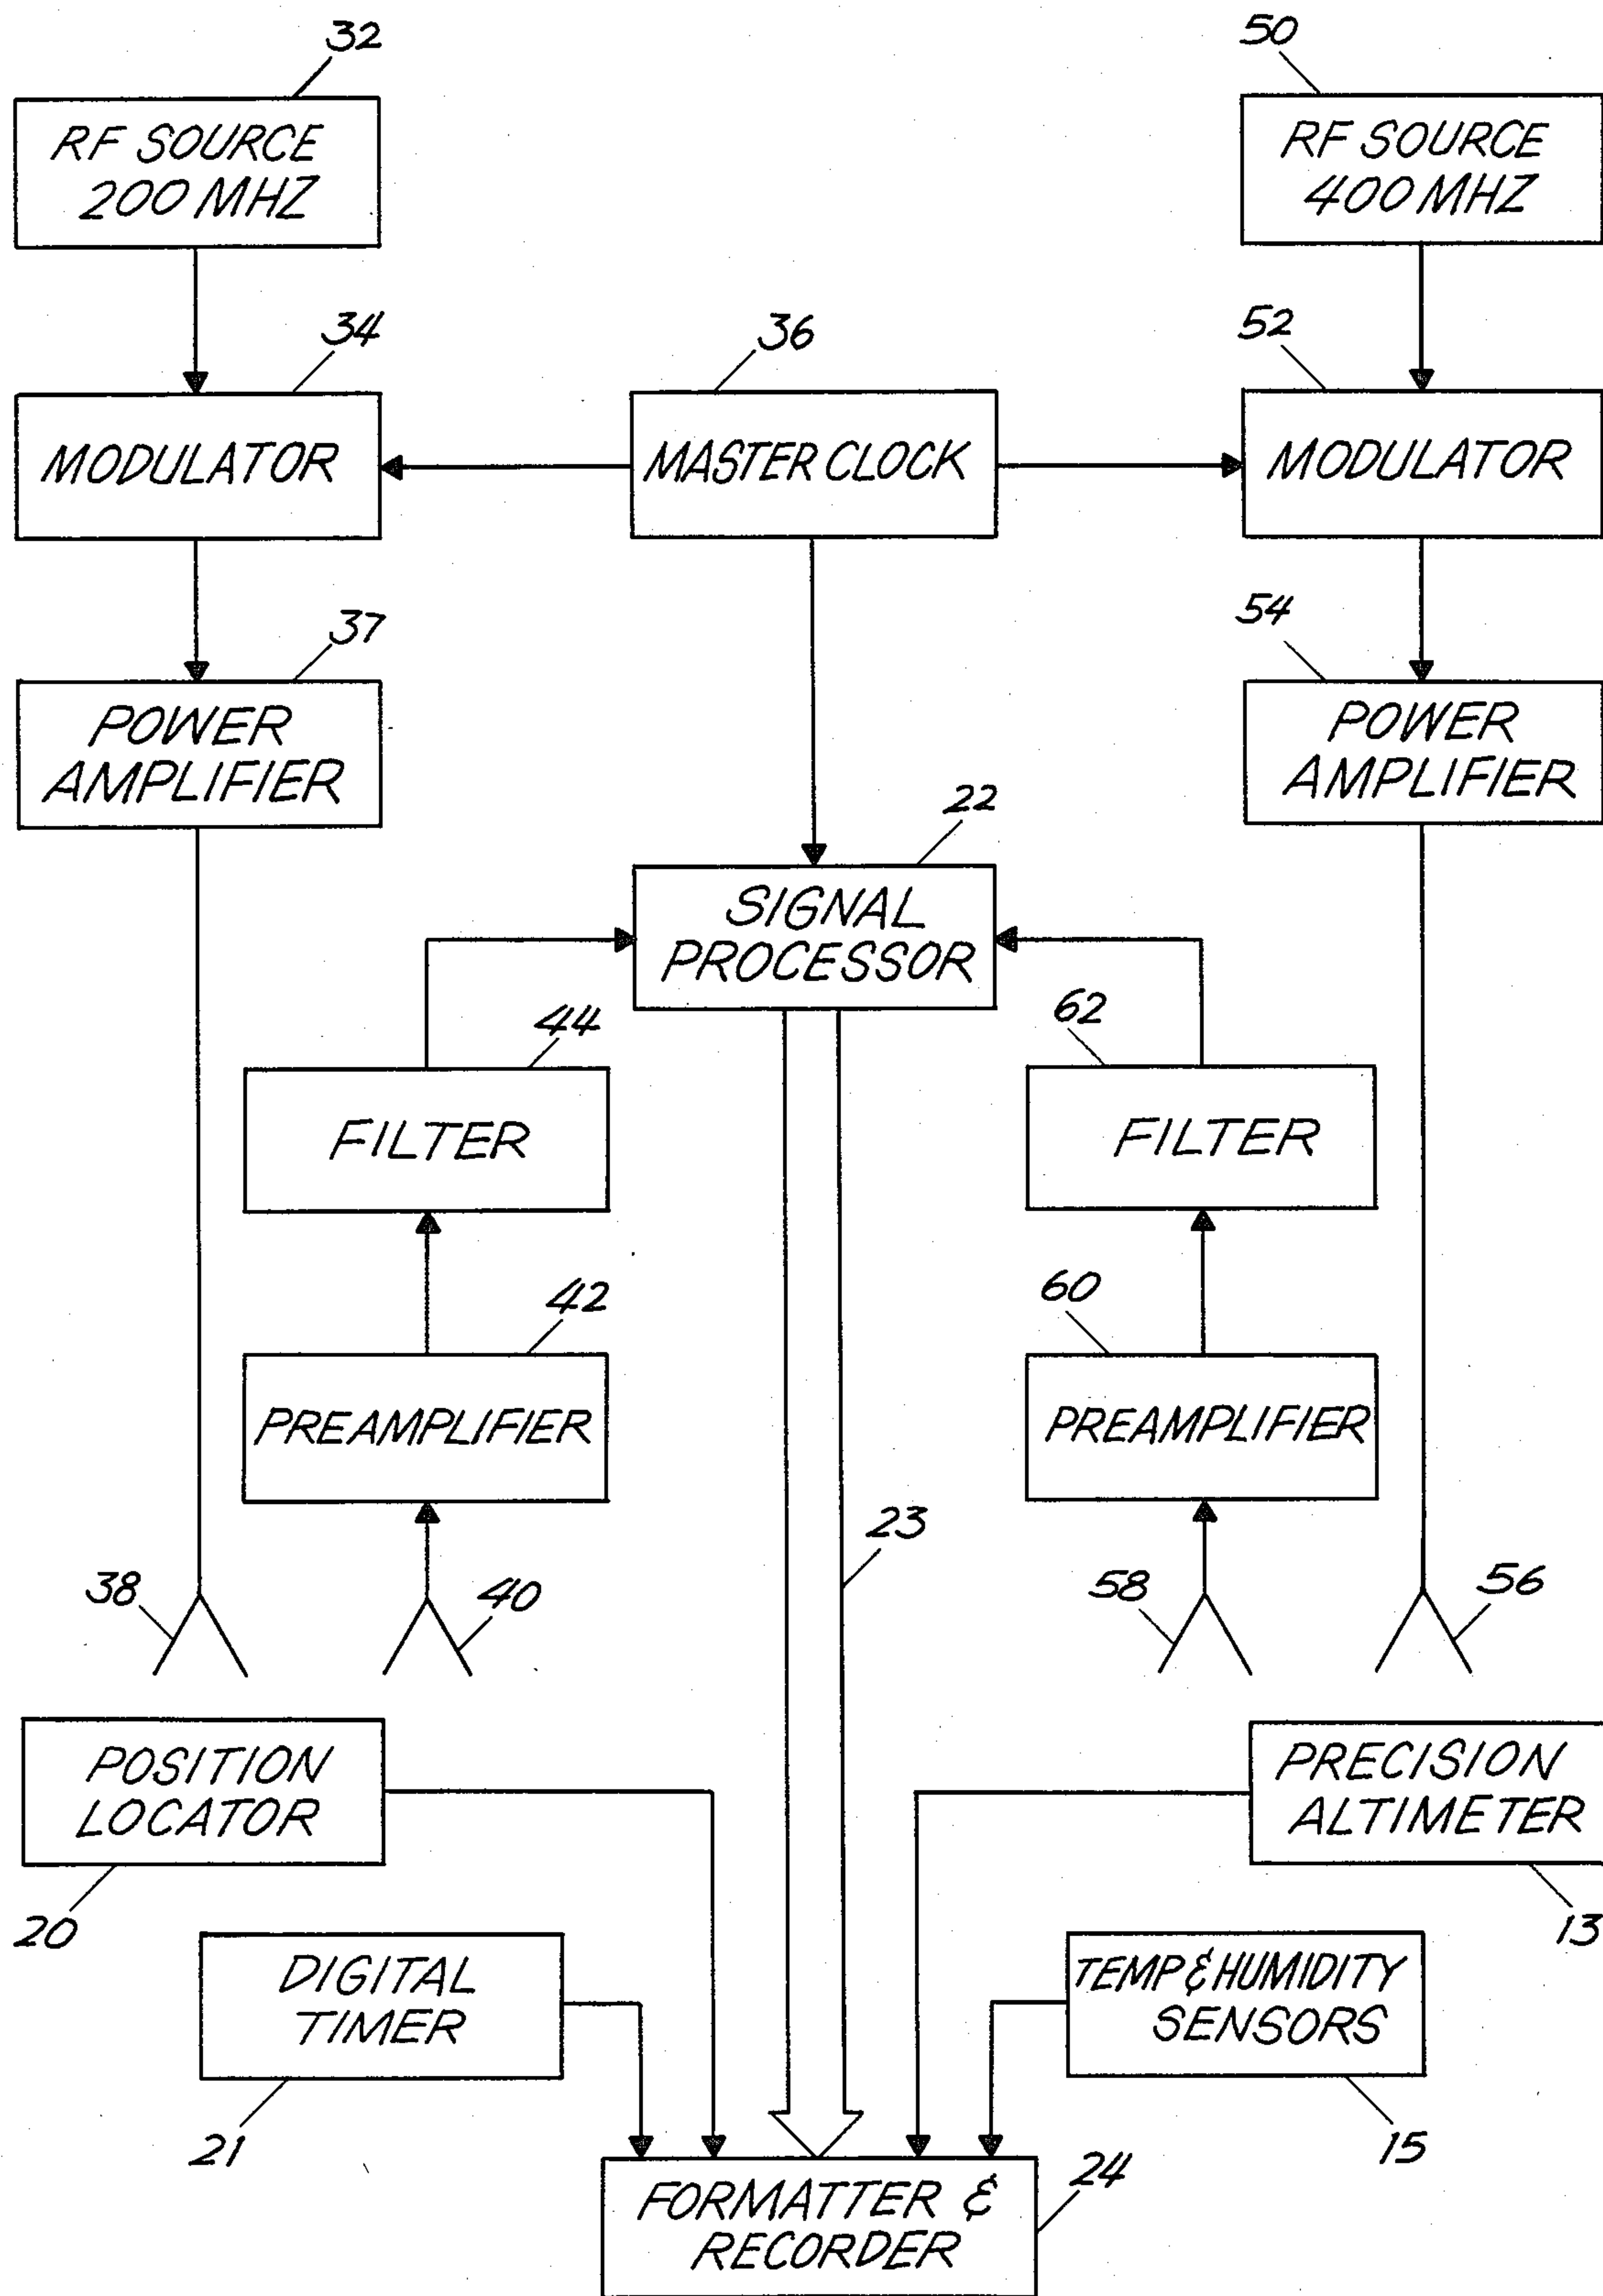 32
50
RF SOURCE
200 MHZ
RF SOURCE
400 MHZ
34
36
52
MODULATOR
MASTER CLOCK
MODULATOR
37
54
POWER
AMPLIFIER
POWER
AMPLIFIER
22
SIGNAL
PROCESSOR
44
62
FILTER
FILTER
42
60
PREAMPLIFIER
PREAMPLIFIER
23
38
40
58
56
POSITION
LOCATOR
PRECISION
ALTIMETER
20
13
DIGITAL
TIMER
TEMP & HUMIDITY
SENSORS
21
15
24
FORMATTER &
RECORDER